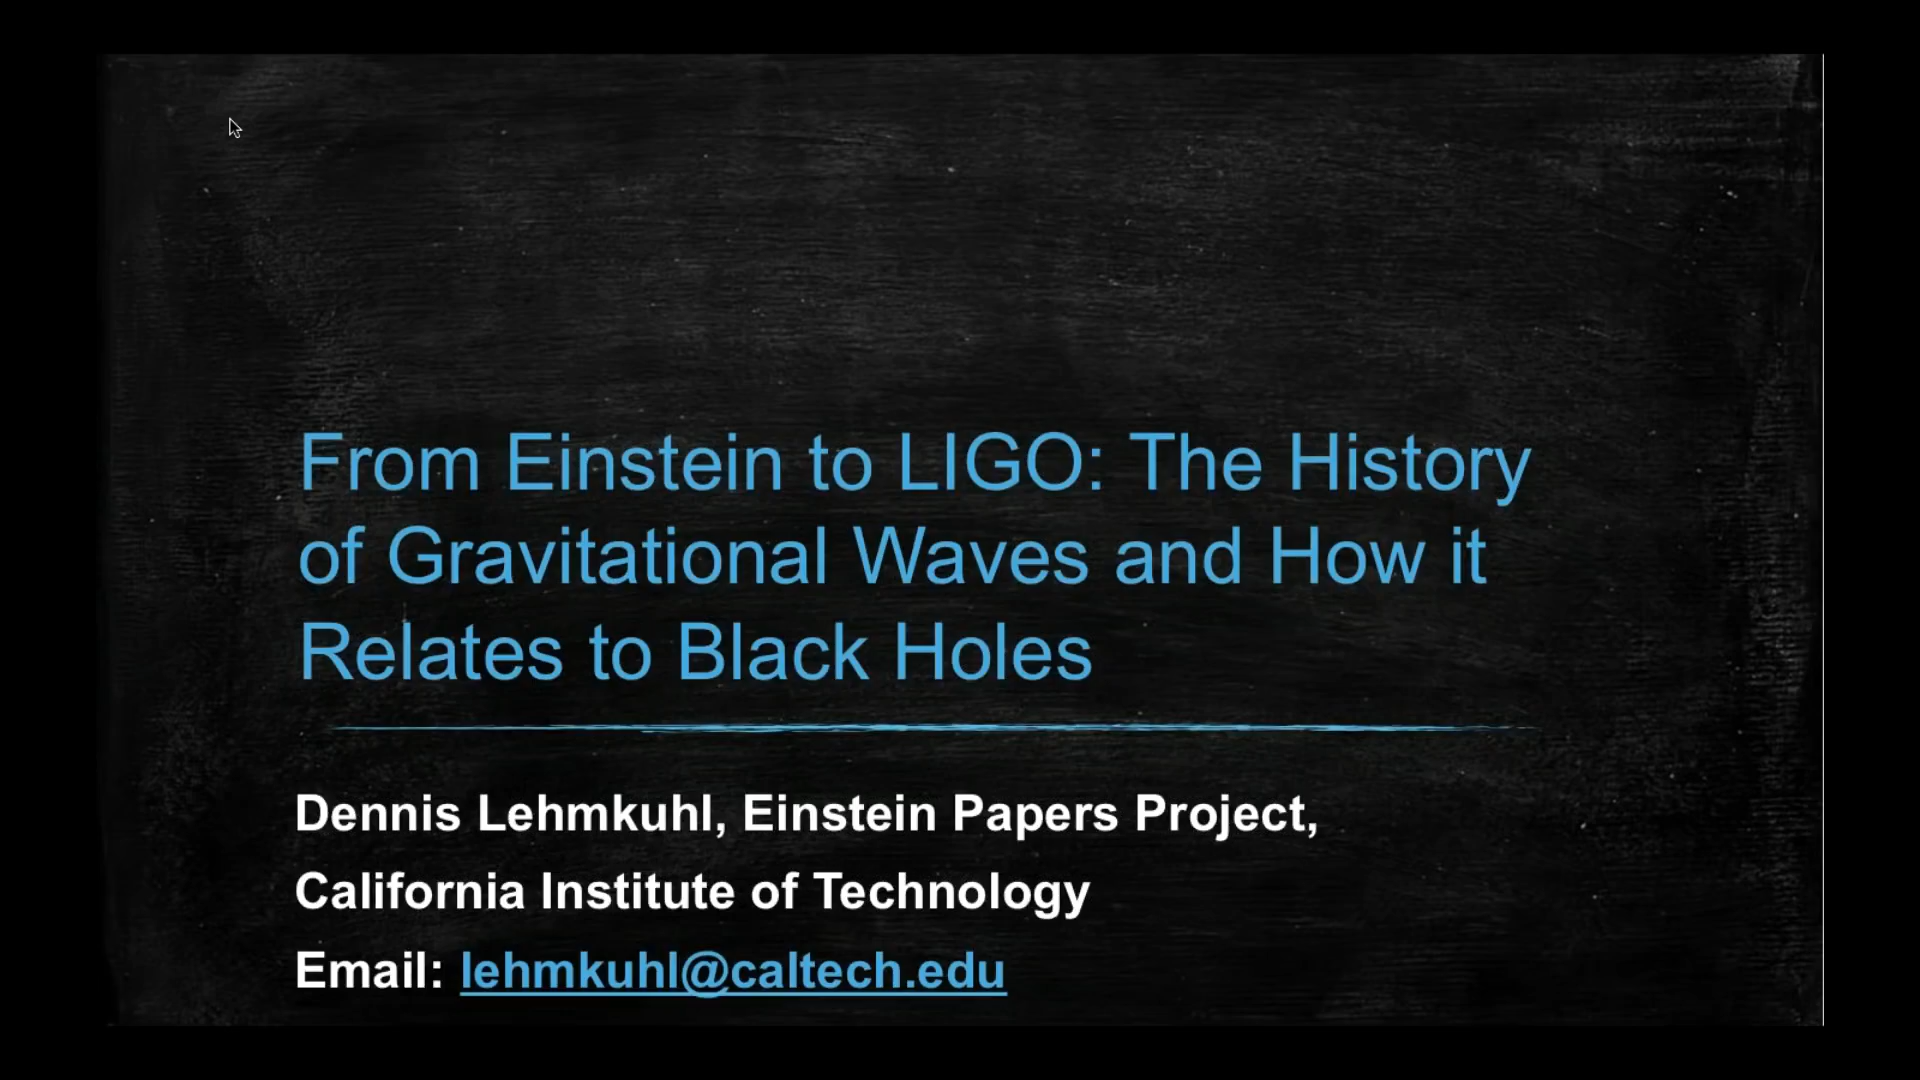 From Einstein to LIGO: The History
of Gravitational Waves and How it
Relates to Black Holes
Dennis Lehmkuhl, Einstein Papers Project,
California Institute of Technology
Email: lehmkuhl@caltech.edu